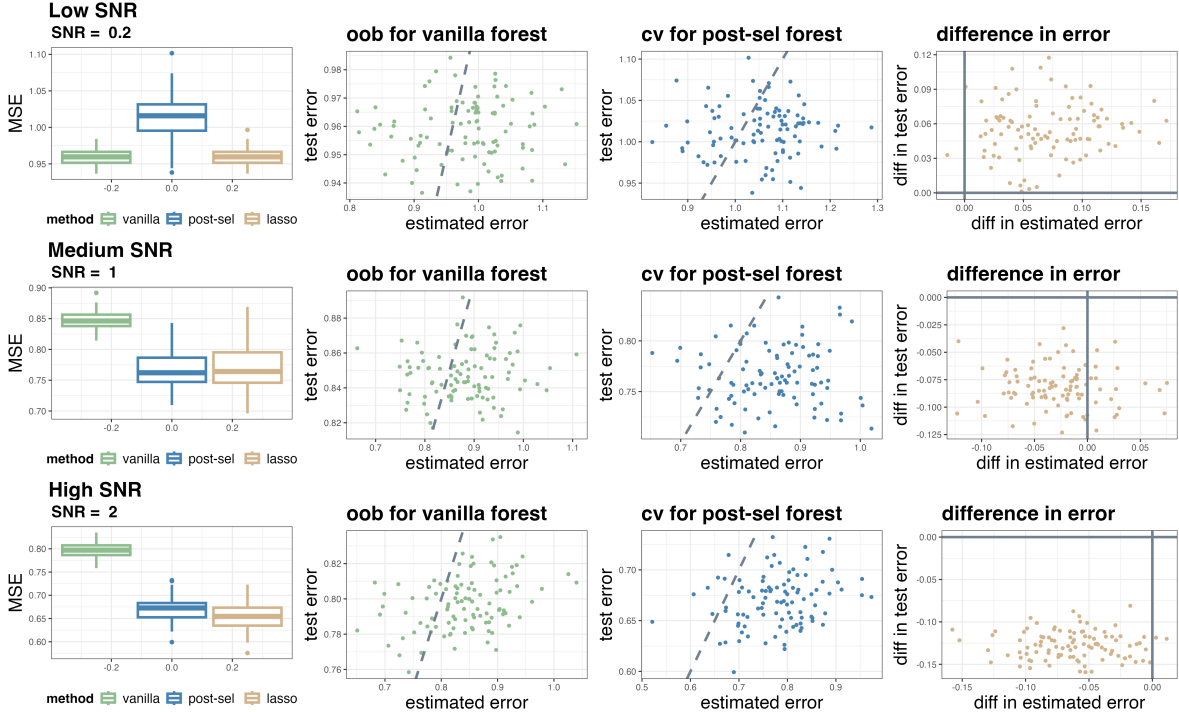 Low SNR
SNR = 0.2
oob for vanilla forest
cv for post-sel forest
difference in error
MSE
1.10
1.05
1.00
0.95
-0.2
0.0
0.2
method vanilla post-sel lasso
test error
0.98
0.97
0.96
0.95
0.94
0.8
0.9
1.0
1.1
estimated error
test error
1.10
1.05
1.00
0.95
0.9
1.0
1.1
1.2
1.3
estimated error
diff in test error
0.12
0.09
0.06
0.03
0.00
0.00
0.05
0.10
0.15
diff in estimated error
Medium SNR
SNR = 1
oob for vanilla forest
cv for post-sel forest
difference in error
MSE
0.90
0.85
0.80
0.75
0.70
-0.2
0.0
0.2
method vanilla post-sel lasso
test error
0.88
0.86
0.84
0.82
0.7
0.8
0.9
1.0
1.1
estimated error
test error
0.80
0.75
0.7
0.8
0.9
1.0
estimated error
diff in test error
0.000
-0.025
-0.050
-0.075
-0.100
-0.125
-0.10
-0.05
0.00
0.05
diff in estimated error
High SNR
SNR = 2
oob for vanilla forest
cv for post-sel forest
difference in error
MSE
0.80
0.75
0.70
0.65
0.60
-0.2
0.0
0.2
method vanilla post-sel lasso
test error
0.82
0.80
0.78
0.76
0.7
0.8
0.9
1.0
estimated error
test error
0.70
0.65
0.60
0.5
0.6
0.7
0.8
0.9
estimated error
diff in test error
0.00
-0.05
-0.10
-0.15
-0.15
-0.10
-0.05
0.00
diff in estimated error